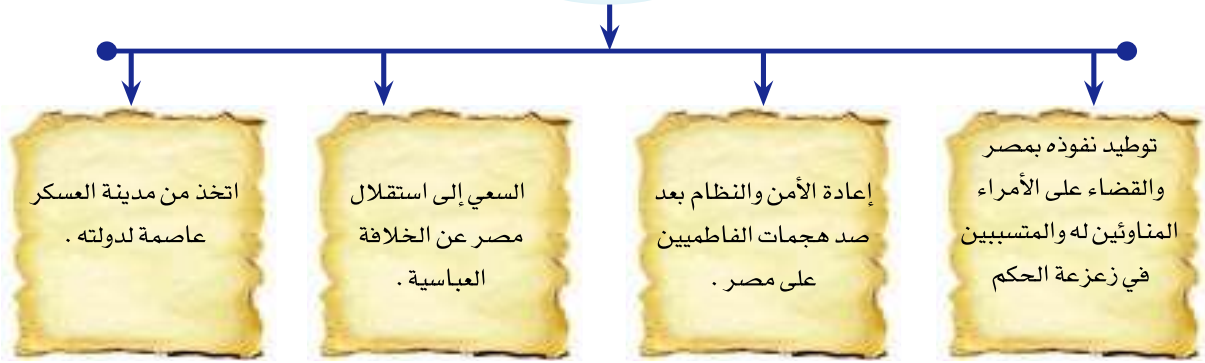 توطيد نفوذه بمصر
والقضاء على الأمراء
المناوئين له والمتسببين
في زعزعة الحكم
إعادة الأمن والنظام بعد
صد هجمات الفاطميين
على مصر .
السعي إلى استقلال
مصر عن الخلافة
العباسية .
اتخذ من مدينة العسكر
عاصمة لدولته .